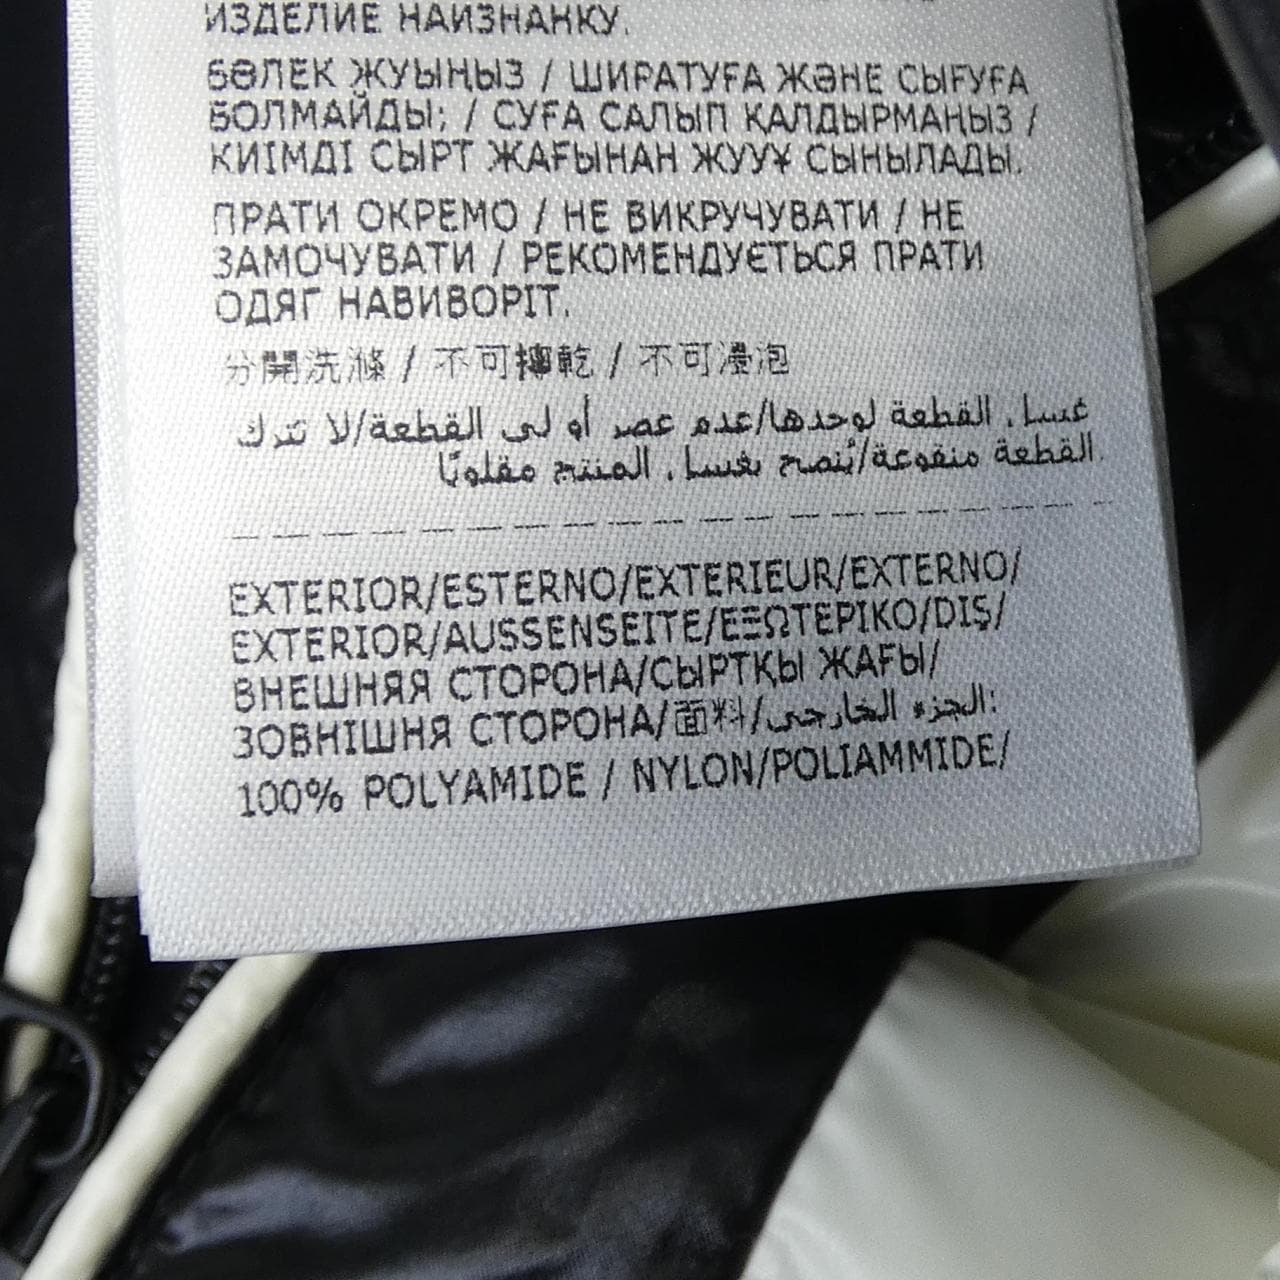 ИЗДЕЛИЕ НАИЗНАНКУ.
БӨЛЕК ЖУЫҢЫЗ / ШИРАТУҒА ЖӘНЕ СЫҒУҒА
БОЛМАЙДЫ; / СУҒА САЛЫП ҚАЛДЫРМАҢЫЗ /
КИІМДІ СЫРТ ЖАҒЫНАН ЖУУҰ СЫНЫЛАДЫ.
ПРАТИ ОКРЕМО / НЕ ВИКРУЧУВАТИ / НЕ
ЗАМОЧУВАТИ / РЕКОМЕНДУЄТЬСЯ ПРАТИ
ОДЯГ НАВИВОРІТ.
分開洗滌 / 不可擰乾 / 不可浸泡
غسل القطعة لوحدها/عدم عصر أو لي القطعة/لا تترك
القطعة منقوعة/يُنصح بغسل المنتج مقلوبًا
EXTERIOR/ESTERNO/EXTERIEUR/EXTERNO/
EXTERIOR/AUSSENSEITE/ΕΞΩΤΕΡΙΚΟ/DIŞ/
ВНЕШНЯЯ СТОРОНА/СЫРТҚЫ ЖАҒЫ/
ЗОВНІШНЯ СТОРОНА/面料/الجزء الخارجي:
100% POLYAMIDE / NYLON/POLIAMMIDE/